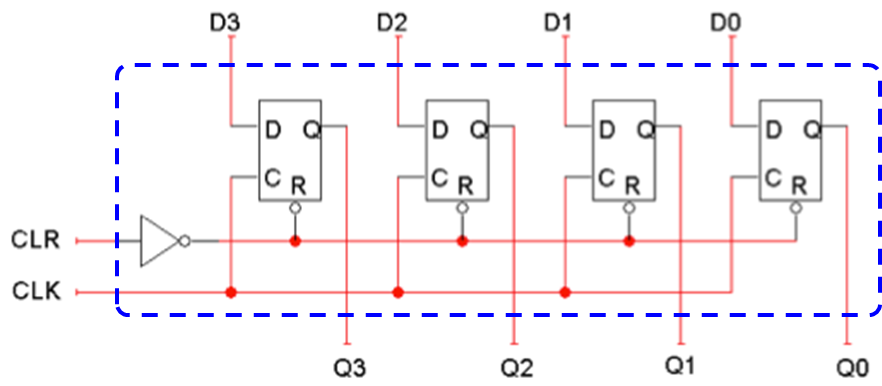 D3 D2 D1 D0
D Q D Q D Q D Q
C R C R C R C R
CLR
CLK
Q3 Q2 Q1 Q0